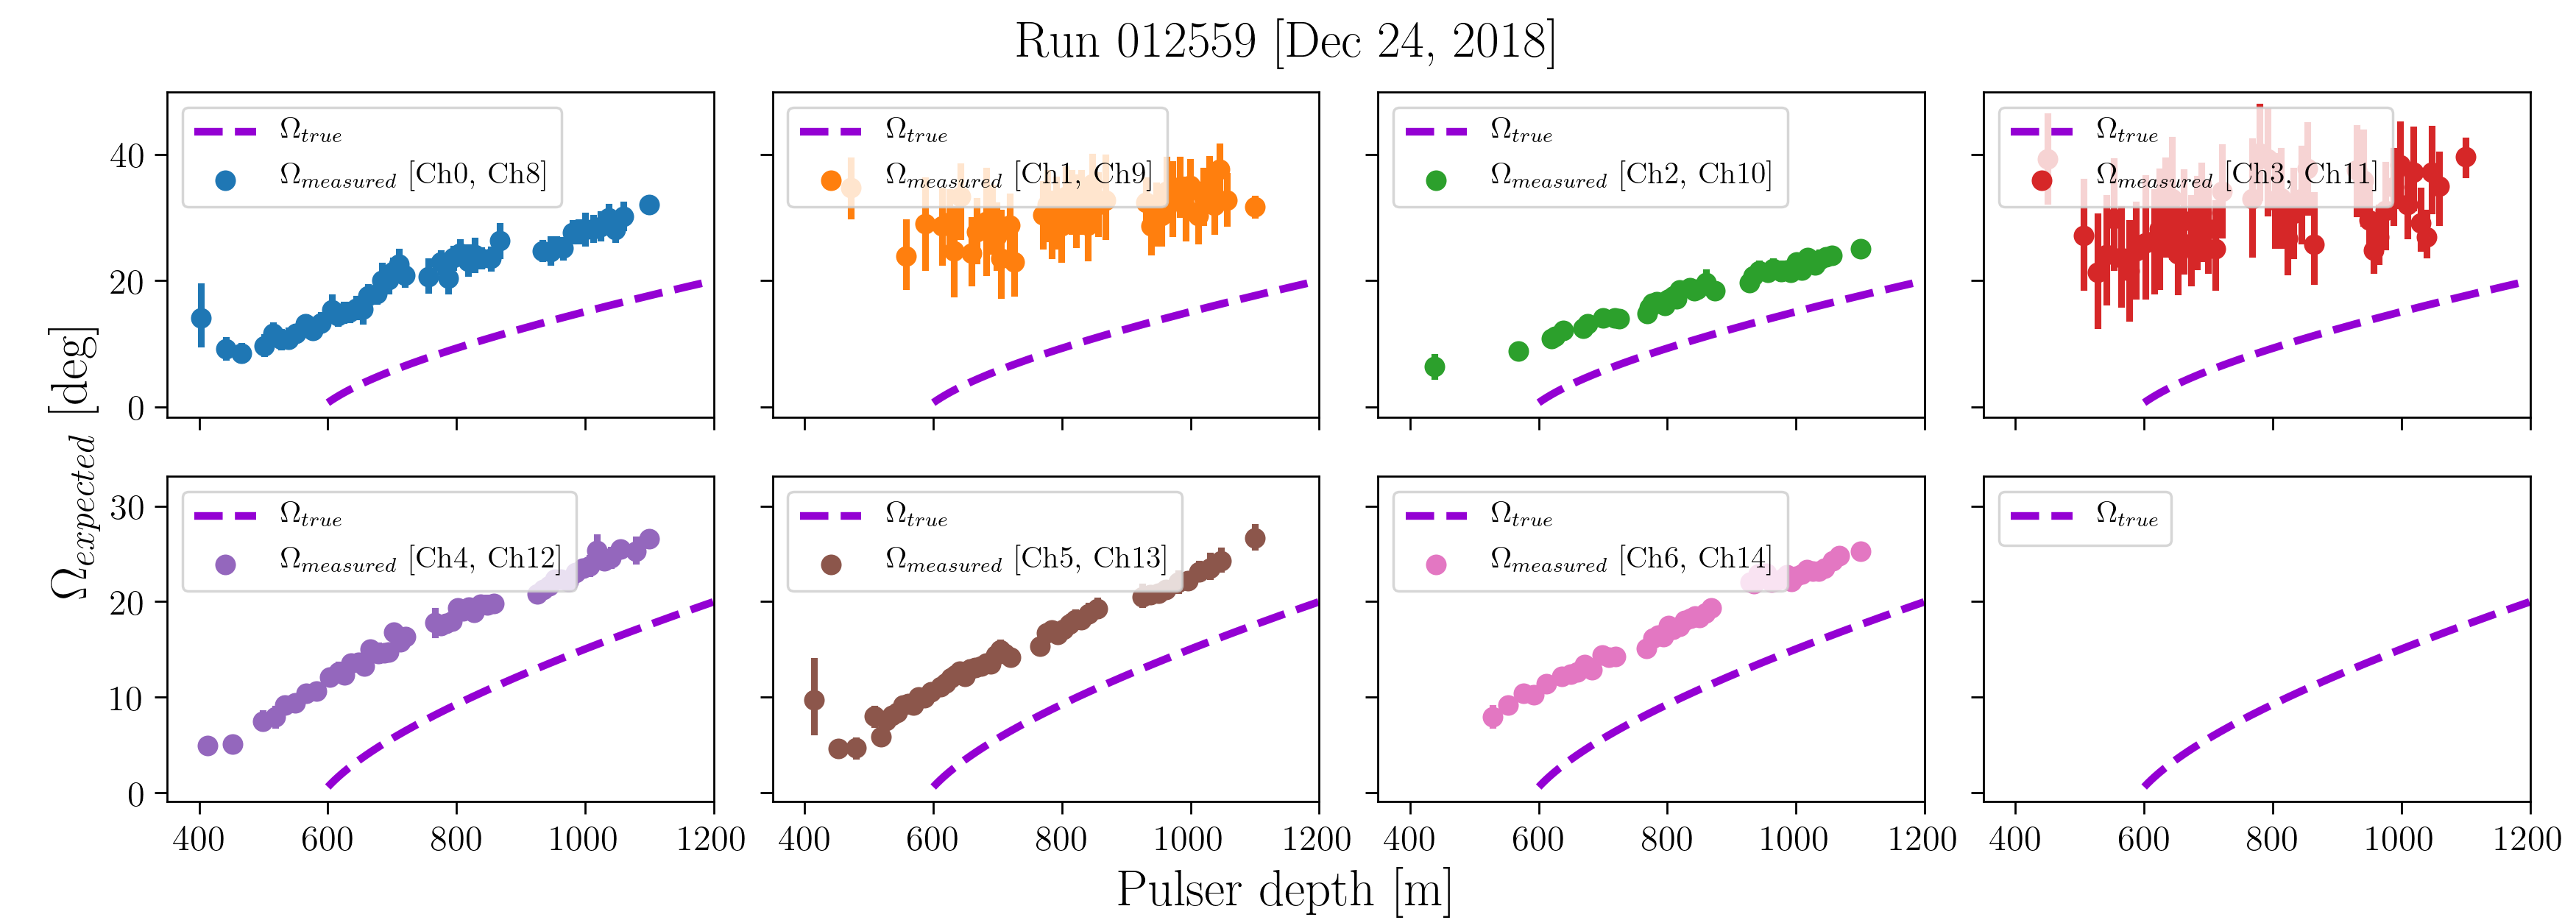 Run 012559 [Dec 24, 2018]
Ω_expected [deg]
40
20
0
Ω_true
Ω_measured [Ch0, Ch8]
Ω_true
Ω_measured [Ch1, Ch9]
Ω_true
Ω_measured [Ch2, Ch10]
Ω_true
Ω_measured [Ch3, Ch11]
30
20
10
0
Ω_true
Ω_measured [Ch4, Ch12]
Ω_true
Ω_measured [Ch5, Ch13]
Ω_true
Ω_measured [Ch6, Ch14]
Ω_true
400 600 800 1000 1200
400 600 800 1000 1200
400 600 800 1000 1200
400 600 800 1000 1200
Pulser depth [m]